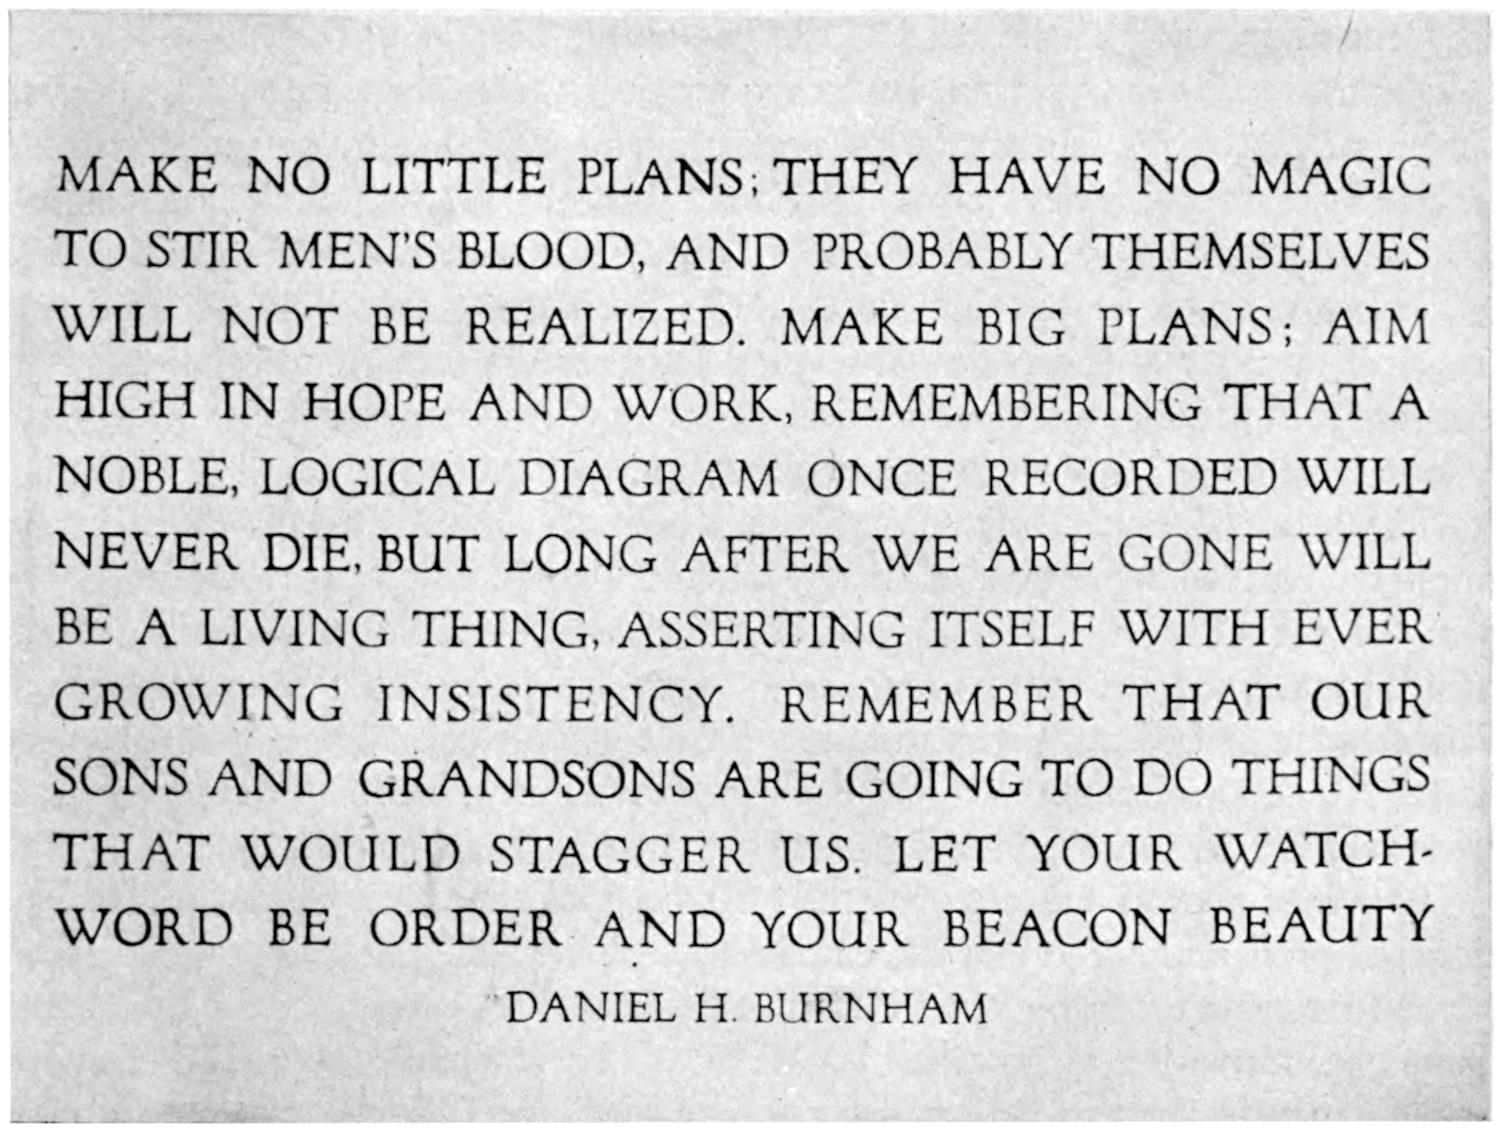 MAKE NO LITTLE PLANS; THEY HAVE NO MAGIC
TO STIR MEN'S BLOOD, AND PROBABLY THEMSELVES
WILL NOT BE REALIZED. MAKE BIG PLANS; AIM
HIGH IN HOPE AND WORK, REMEMBERING THAT A
NOBLE, LOGICAL DIAGRAM ONCE RECORDED WILL
NEVER DIE, BUT LONG AFTER WE ARE GONE WILL
BE A LIVING THING, ASSERTING ITSELF WITH EVER
GROWING INSISTENCY. REMEMBER THAT OUR
SONS AND GRANDSONS ARE GOING TO DO THINGS
THAT WOULD STAGGER US. LET YOUR WATCH-
WORD BE ORDER AND YOUR BEACON BEAUTY
DANIEL H. BURNHAM